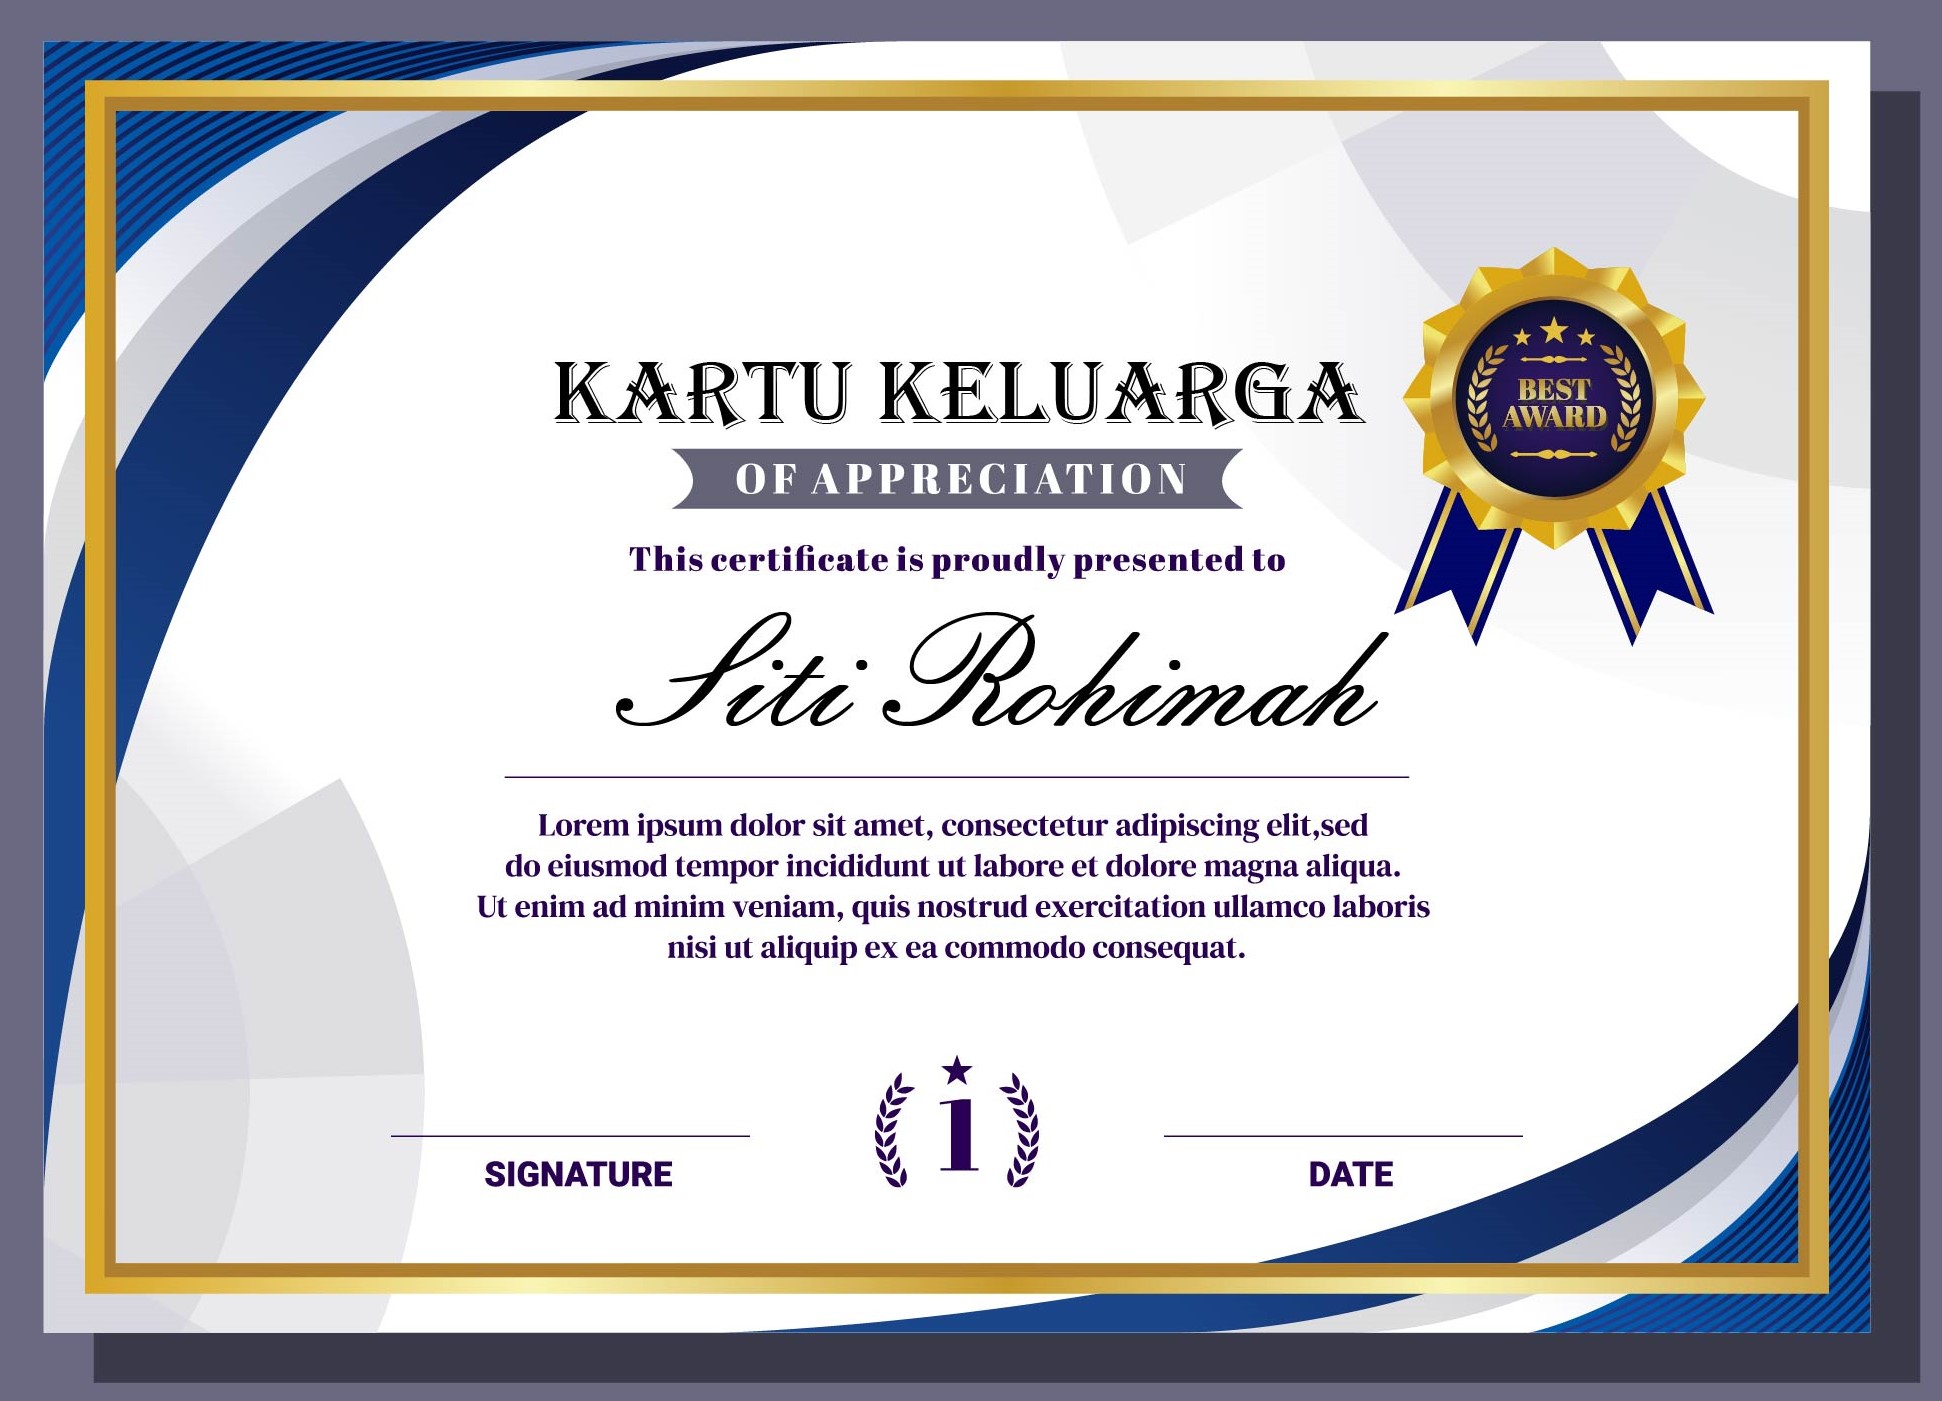 KARTU KELUARGA
OF APPRECIATION
BEST
AWARD
This certificate is proudly presented to
Siti Rohimah
Lorem ipsum dolor sit amet, consectetur adipiscing elit,sed
do eiusmod tempor incididunt ut labore et dolore magna aliqua.
Ut enim ad minim veniam, quis nostrud exercitation ullamco laboris
nisi ut aliquip ex ea commodo consequat.
1
SIGNATURE
DATE